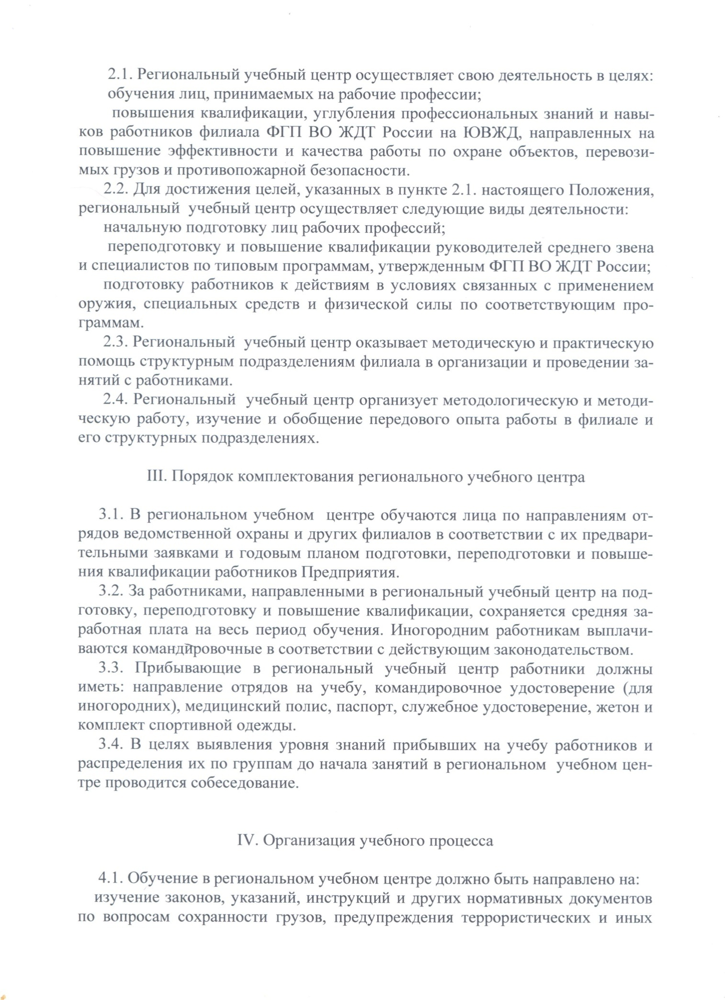 2.1. Региональный учебный центр осуществляет свою деятельность в целях:
обучения лиц, принимаемых на рабочие профессии;
повышения квалификации, углубления профессиональных знаний и навы-
ков работников филиала ФГП ВО ЖДТ России на ЮВЖД, направленных на
повышение эффективности и качества работы по охране объектов, перевози-
мых грузов и противопожарной безопасности.
2.2. Для достижения целей, указанных в пункте 2.1. настоящего Положения,
региональный учебный центр осуществляет следующие виды деятельности:
начальную подготовку лиц рабочих профессий;
переподготовку и повышение квалификации руководителей среднего звена
и специалистов по типовым программам, утвержденным ФГП ВО ЖДТ России;
подготовку работников к действиям в условиях связанных с применением
оружия, специальных средств и физической силы по соответствующим про-
граммам.
2.3. Региональный учебный центр оказывает методическую и практическую
помощь структурным подразделениям филиала в организации и проведении за-
нятий с работниками.
2.4. Региональный учебный центр организует методологическую и методи-
ческую работу, изучение и обобщение передового опыта работы в филиале и
его структурных подразделениях.
III. Порядок комплектования регионального учебного центра
3.1. В региональном учебном центре обучаются лица по направлениям от-
рядов ведомственной охраны и других филиалов в соответствии с их предвари-
тельными заявками и годовым планом подготовки, переподготовки и повыше-
ния квалификации работников Предприятия.
3.2. За работниками, направленными в региональный учебный центр на под-
готовку, переподготовку и повышение квалификации, сохраняется средняя за-
работная плата на весь период обучения. Иногородним работникам выплачи-
ваются командировочные в соответствии с действующим законодательством.
3.3. Прибывающие в региональный учебный центр работники должны
иметь: направление отрядов на учебу, командировочное удостоверение (для
иногородних), медицинский полис, паспорт, служебное удостоверение, жетон и
комплект спортивной одежды.
3.4. В целях выявления уровня знаний прибывших на учебу работников и
распределения их по группам до начала занятий в региональном учебном цен-
тре проводится собеседование.
IV. Организация учебного процесса
4.1. Обучение в региональном учебном центре должно быть направлено на:
изучение законов, указаний, инструкций и других нормативных документов
по вопросам сохранности грузов, предупреждения террористических и иных